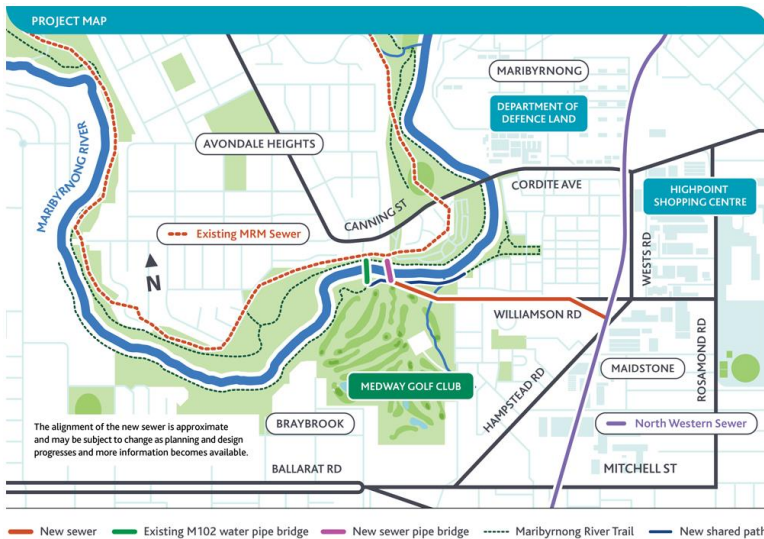 PROJECT MAP
MARIBYRNONG
DEPARTMENT OF
DEFENCE LAND
AVONDALE HEIGHTS
MARIBYRNONG RIVER
CORDITE AVE
HIGHPOINT
SHOPPING CENTRE
CANNING ST
Existing MRM Sewer
WESTS RD
N
WILLIAMSON RD
ROSAMOND RD
MAIDSTONE
MEDWAY GOLF CLUB
HAMPSTEAD RD
The alignment of the new sewer is approximate
and may be subject to change as planning and design
progresses and more information becomes available.
BRAYBROOK
North Western Sewer
BALLARAT RD
MITCHELL ST
New sewer
Existing M102 water pipe bridge
New sewer pipe bridge
Maribyrnong River Trail
New shared path